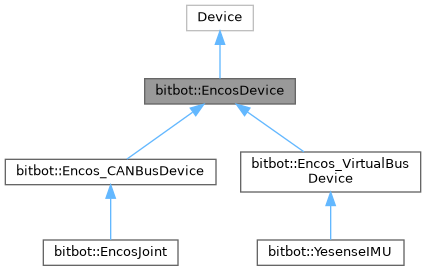 Device
bitbot::EncosDevice
bitbot::Encos_CANBusDevice
bitbot::Encos_VirtualBus
Device
bitbot::EncosJoint
bitbot::YesenseIMU